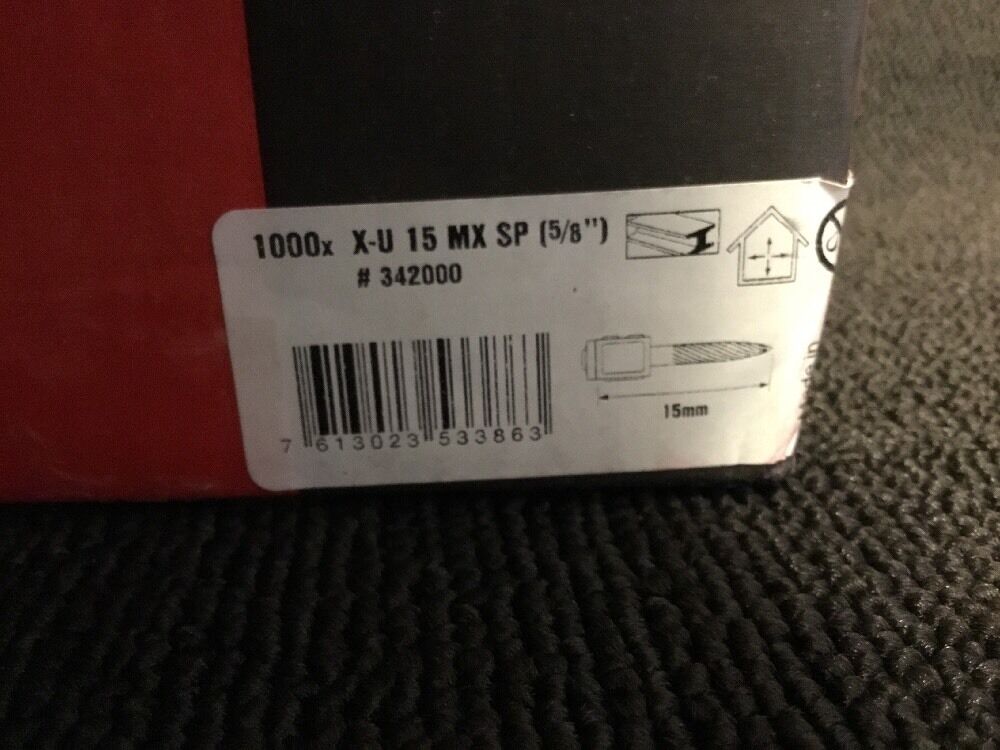 1000x X-U 15 MX SP (5/8")
# 342000
7 613023 533863
15mm